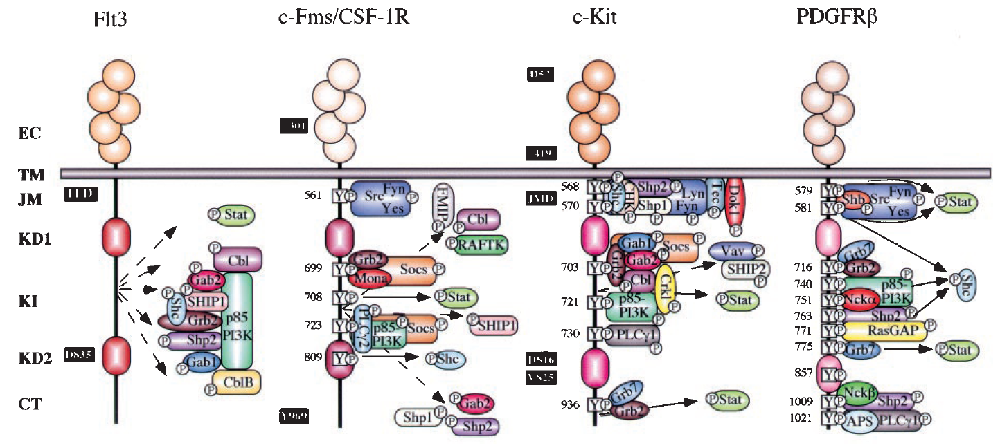 Flt3 c-Fms/CSF-1R c-Kit PDGFRβ
D52
EC
419
TM
JM
KD1
KI
KD2
CT
ITD
D835
P Stat
P Cbl
P Gab2
P SHIP1
P Shc
Grb2 P
P Shp2
P Gab1
p85 PI3K
P CblB
561 Y P Src Fyn Yes P
FMIP P
P Cbl
P RAFTK
699 Y P Grb2 Mona Socs P
708 Y P P Stat
723 Y P PLCγ2 P p85 PI3K P Socs P
P SHIP1
809 Y P P Shc
Y969
Shp1 P
P Gab2
P Shp2
568 Y P
570 Y P
JMD
P Shc
P Shp2 P
Shp1 P
Lyn Fyn P
Tec P
Dok1 P
703 Y P Grb2 Gab1 P Gab2 Socs P
P Cbl
Crkl P
Vav P
SHIP2 P
721 Y P p85-PI3K P
P Stat
730 Y P PLCγ1 P
D816
V825
936 Y P Grb7 Grb2
P Stat
579 Y P
581 Y P
Shb P Src Fyn Yes P
P Stat
716 Y P Grb7 Grb2
740 Y P p85-PI3K P
751 Y P Nckα
763 Y P Shp2 P
P Shc
771 Y P RasGAP P
775 Y P Grb7
P Stat
857 Y P
1009 Y P Nckβ Shp2 P
1021 Y P APS PLCγ1 P